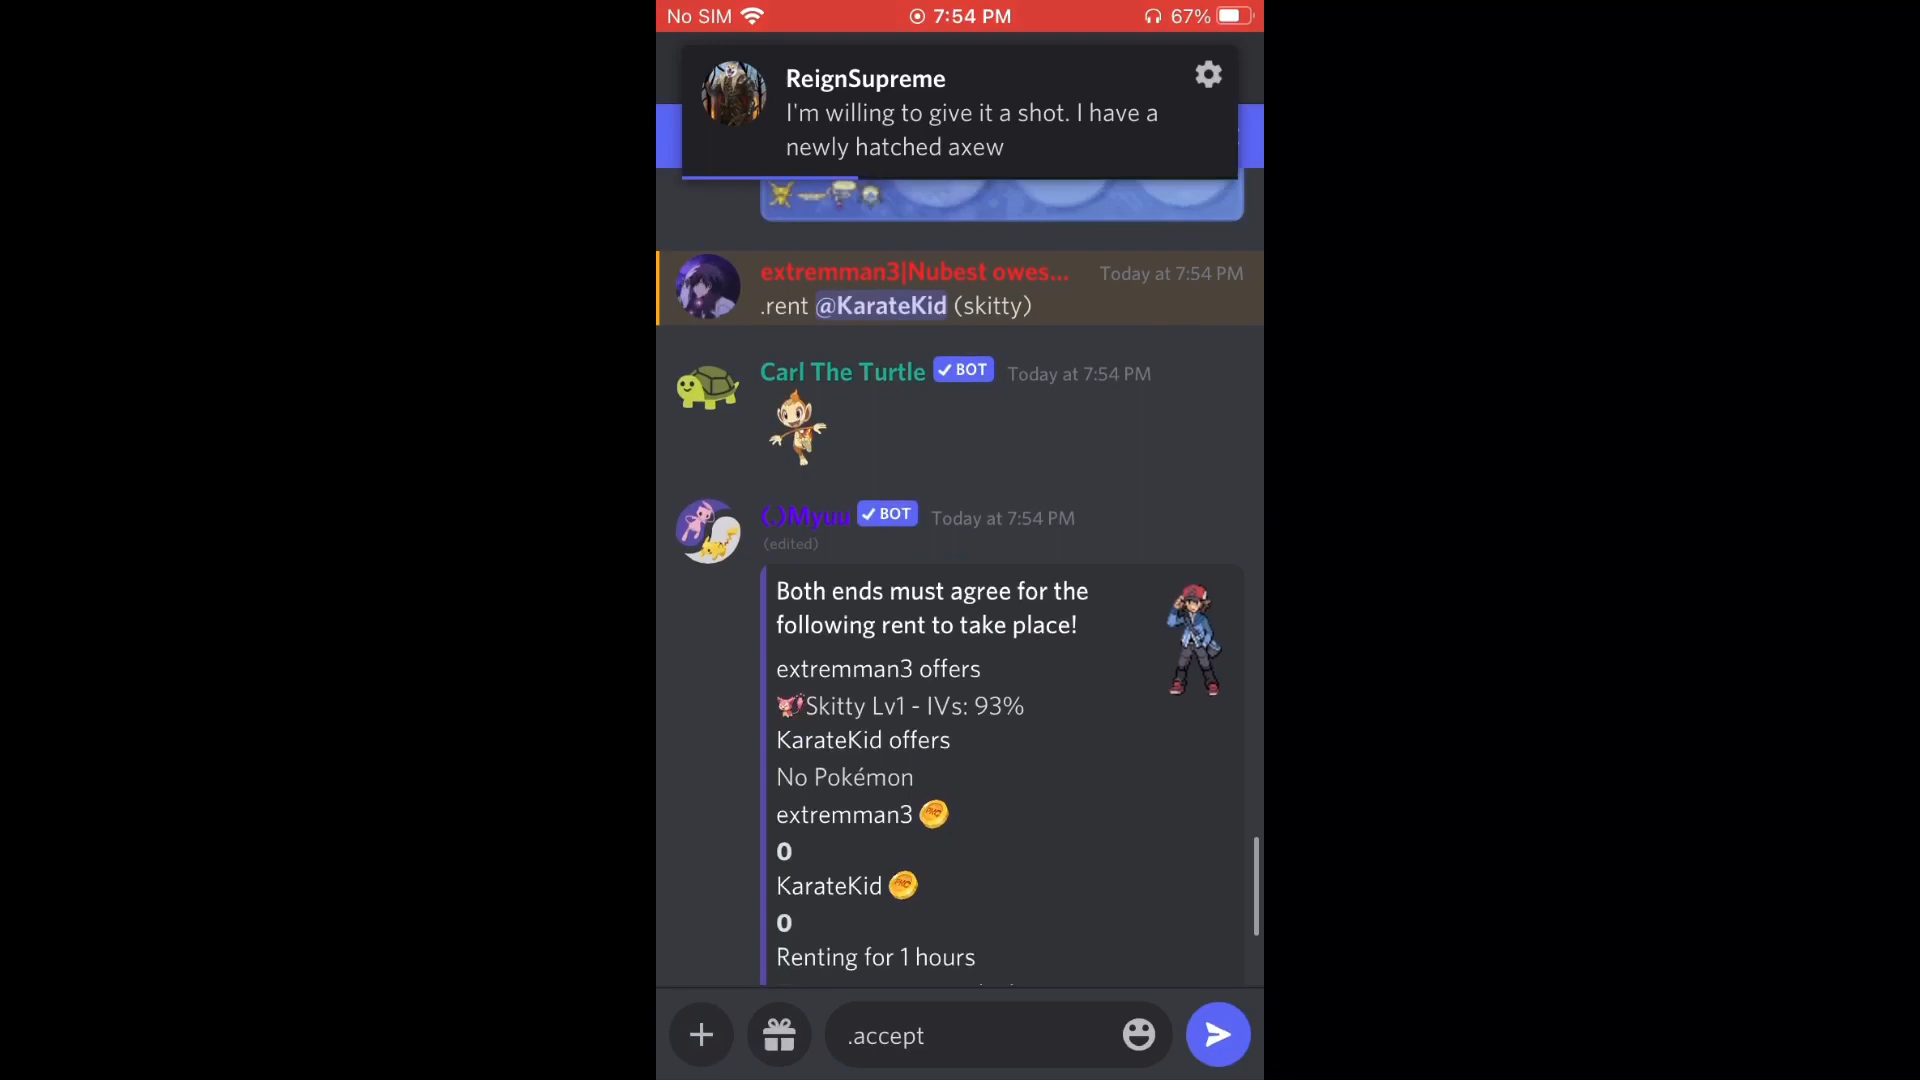 No SIM 7:54 PM 67%
ReignSupreme
I'm willing to give it a shot. I have a
newly hatched axew
extremman3|Nubest owes... Today at 7:54 PM
.rent @KarateKid (skitty)
Carl The Turtle BOT Today at 7:54 PM
(.)Myuu BOT Today at 7:54 PM
(edited)
Both ends must agree for the
following rent to take place!
extremman3 offers
Skitty Lv1 - IVs: 93%
KarateKid offers
No Pokémon
extremman3
0
KarateKid
0
Renting for 1 hours
.accept